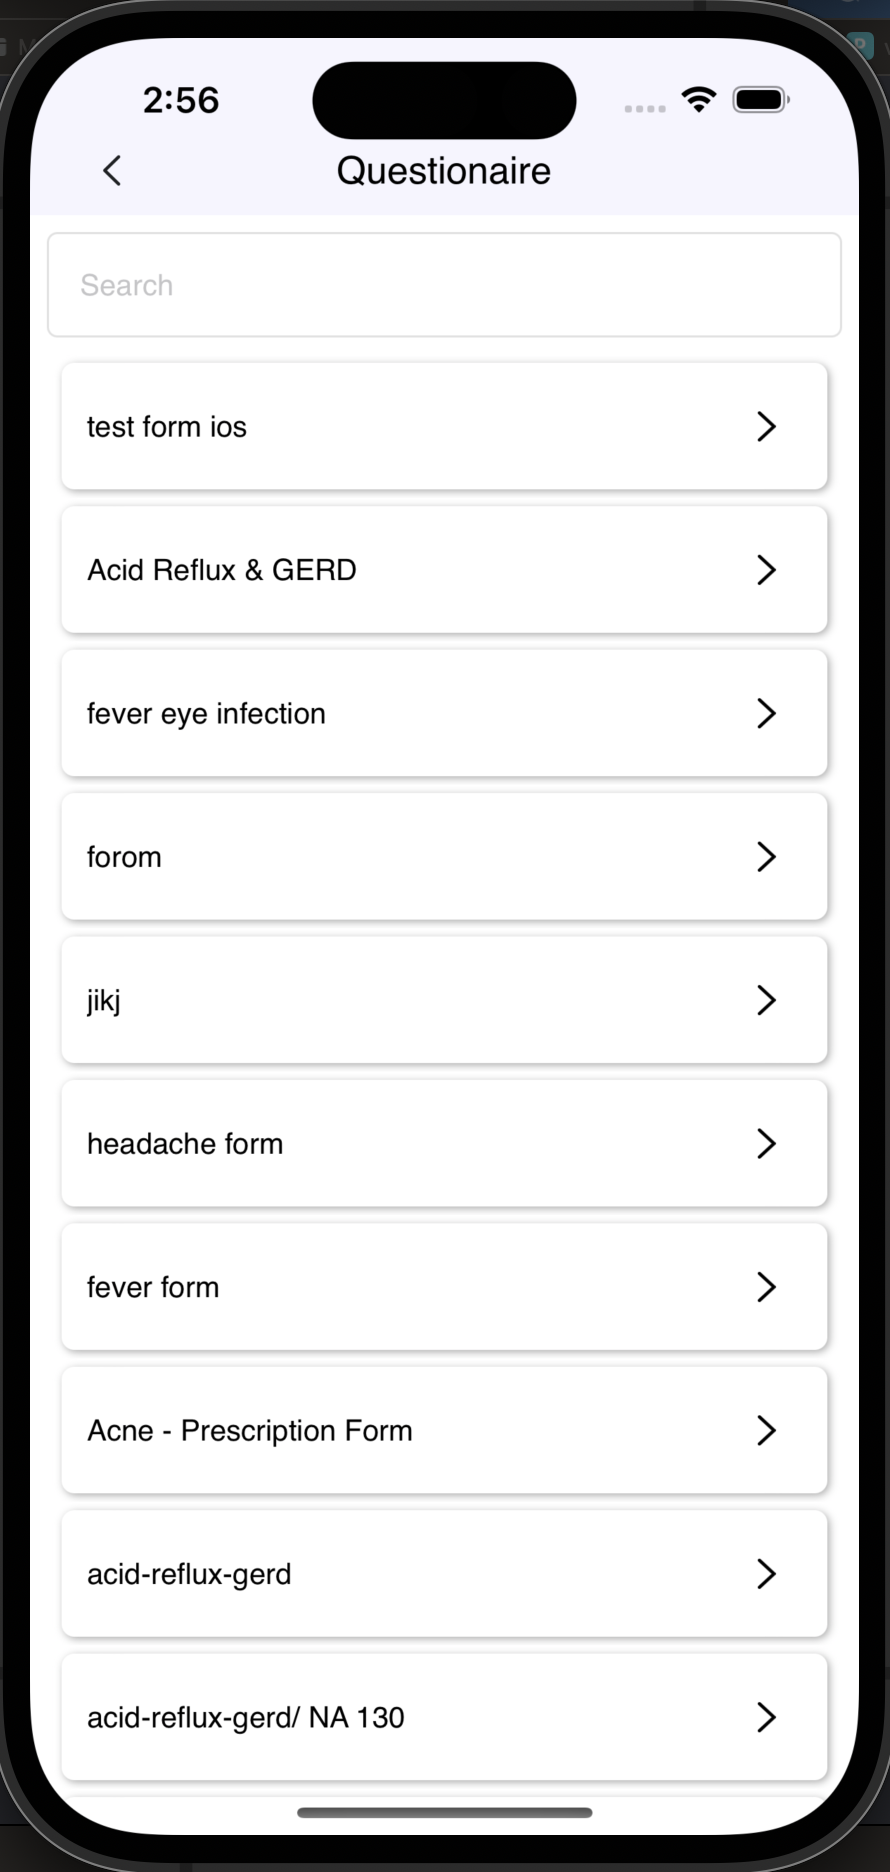 2:56
Questionaire
Search
test form ios
Acid Reflux & GERD
fever eye infection
forom
jikj
headache form
fever form
Acne - Prescription Form
acid-reflux-gerd
acid-reflux-gerd/ NA 130